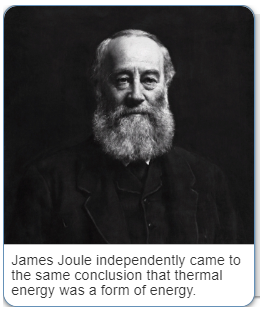 James Joule independently came to
the same conclusion that thermal
energy was a form of energy.